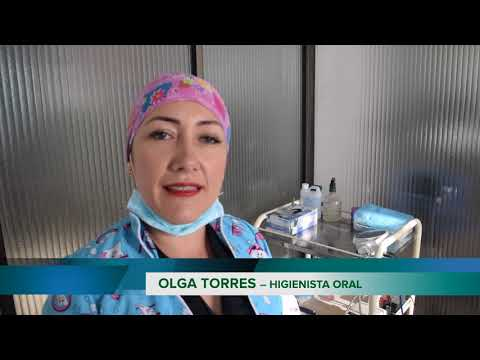 OLGA TORRES – HIGIENISTA ORAL